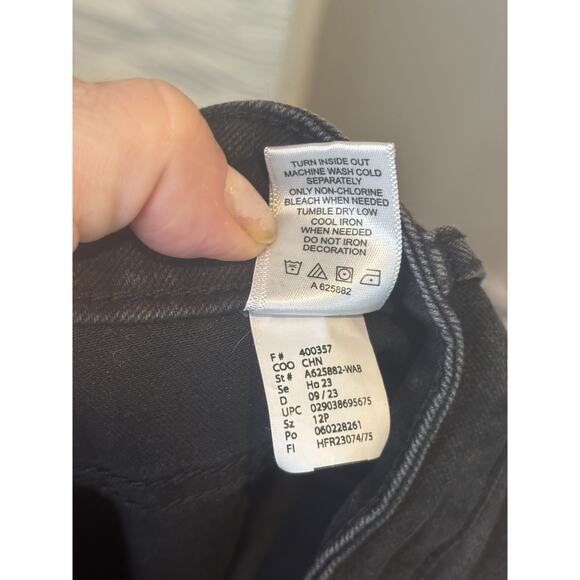 TURN INSIDE OUT
MACHINE WASH COLD
SEPARATELY
ONLY NON-CHLORINE
BLEACH WHEN NEEDED
TUMBLE DRY LOW
COOL IRON
WHEN NEEDED
DO NOT IRON
DECORATION
A 625882
F # 400357
COO CHN
St # A625882-WAB
Se Ho 23
D 09 / 23
UPC 029038695675
Sz 12P
Po 060228261
Fl HFR23074/75